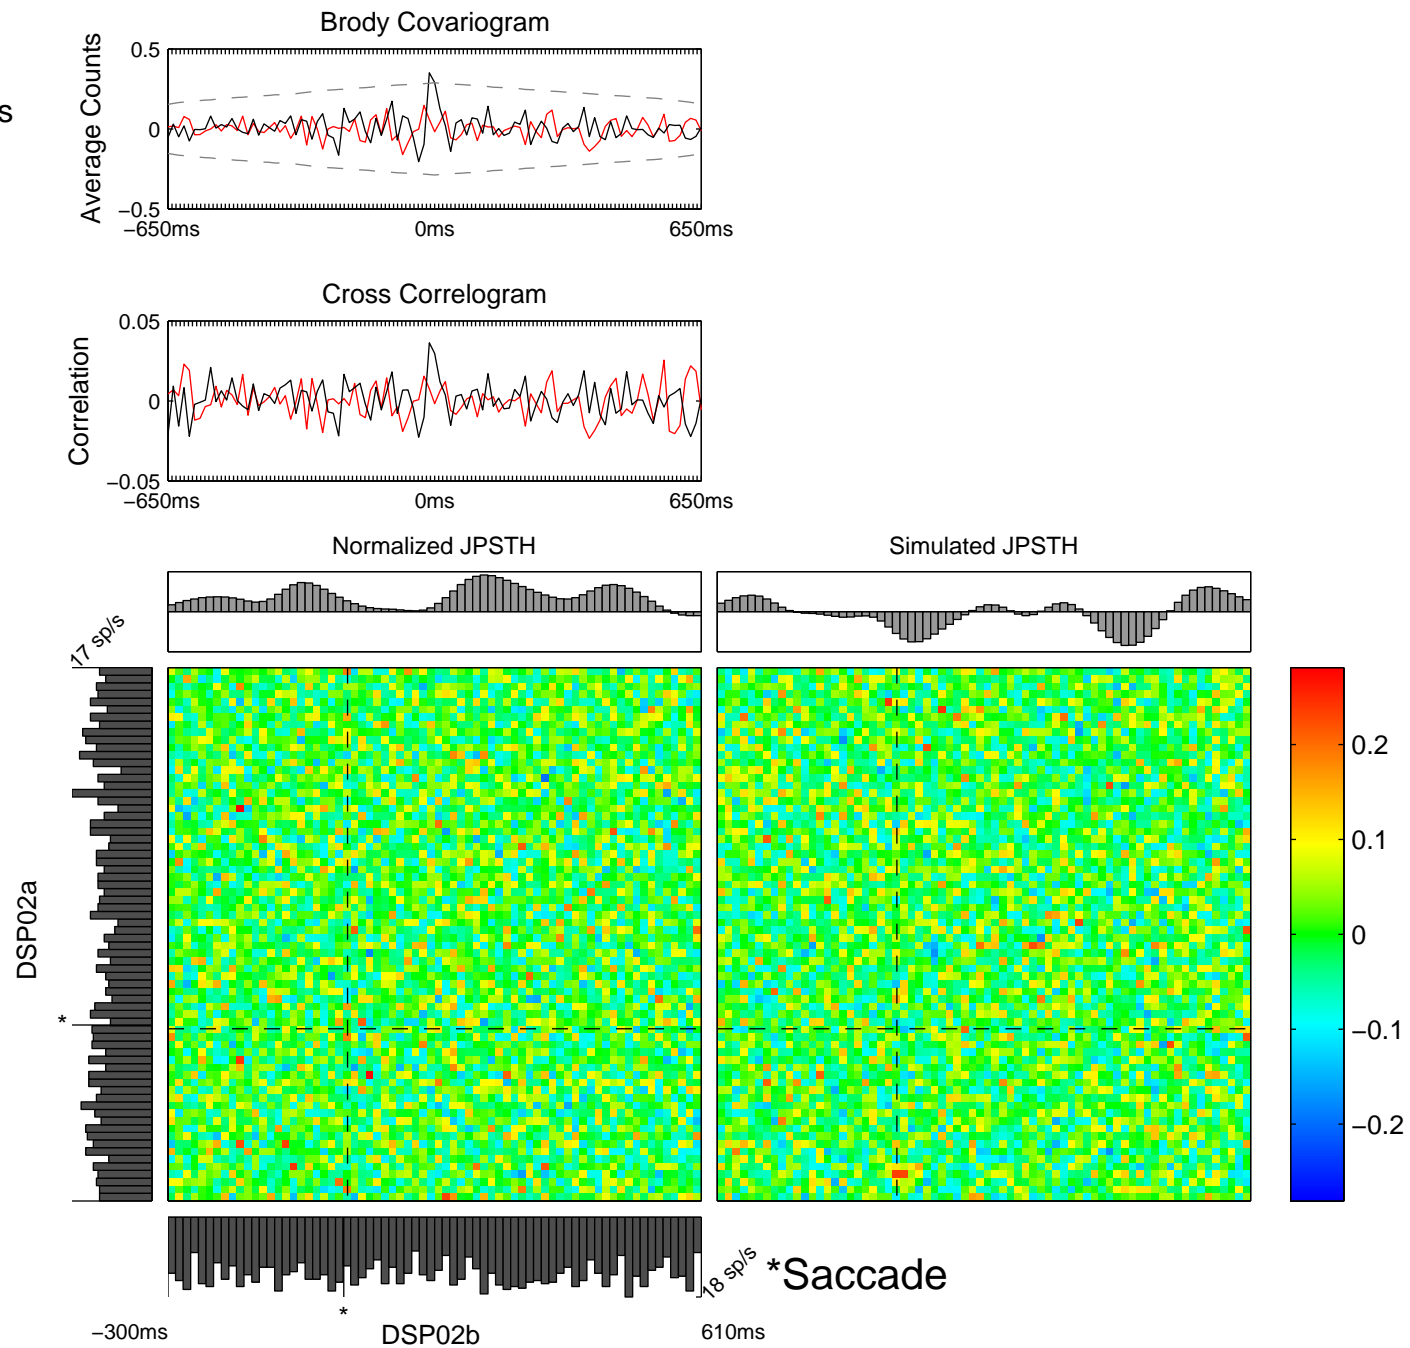 Brody Covariogram
s
Average Counts
0.5
0
−0.5
−650ms
0ms
650ms
Cross Correlogram
Correlation
0.05
0
−0.05
−650ms
0ms
650ms
Normalized JPSTH
Simulated JPSTH
17 sp/s
DSP02a
*
0.2
0.1
0
−0.1
−0.2
18 sp/s
*Saccade
*
−300ms
DSP02b
610ms